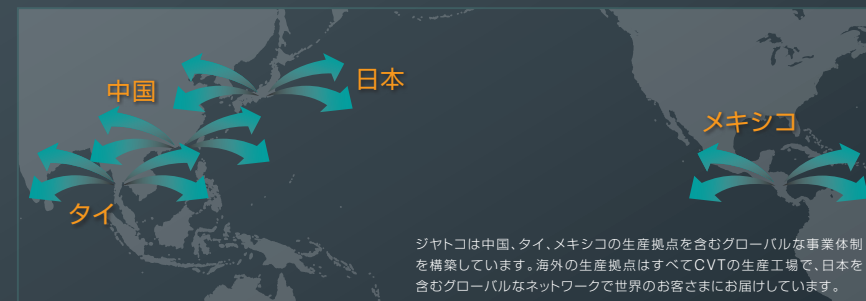 日本
中国
メキシコ
タイ
ジヤトコは中国、タイ、メキシコの生産拠点を含むグローバルな事業体制
を構築しています。海外の生産拠点はすべてCVTの生産工場で、日本を
含むグローバルなネットワークで世界のお客さまにお届けしています。